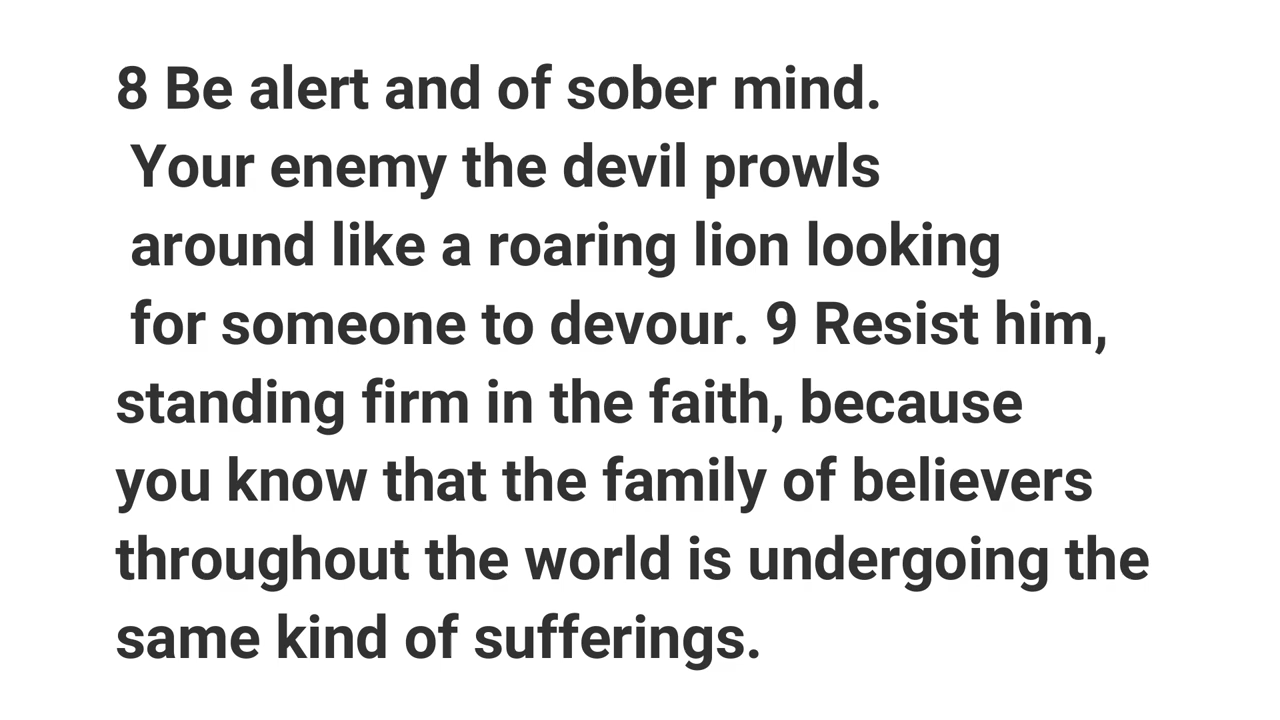 8 Be alert and of sober mind.
Your enemy the devil prowls
around like a roaring lion looking
for someone to devour. 9 Resist him,
standing firm in the faith, because
you know that the family of believers
throughout the world is undergoing the
same kind of sufferings.